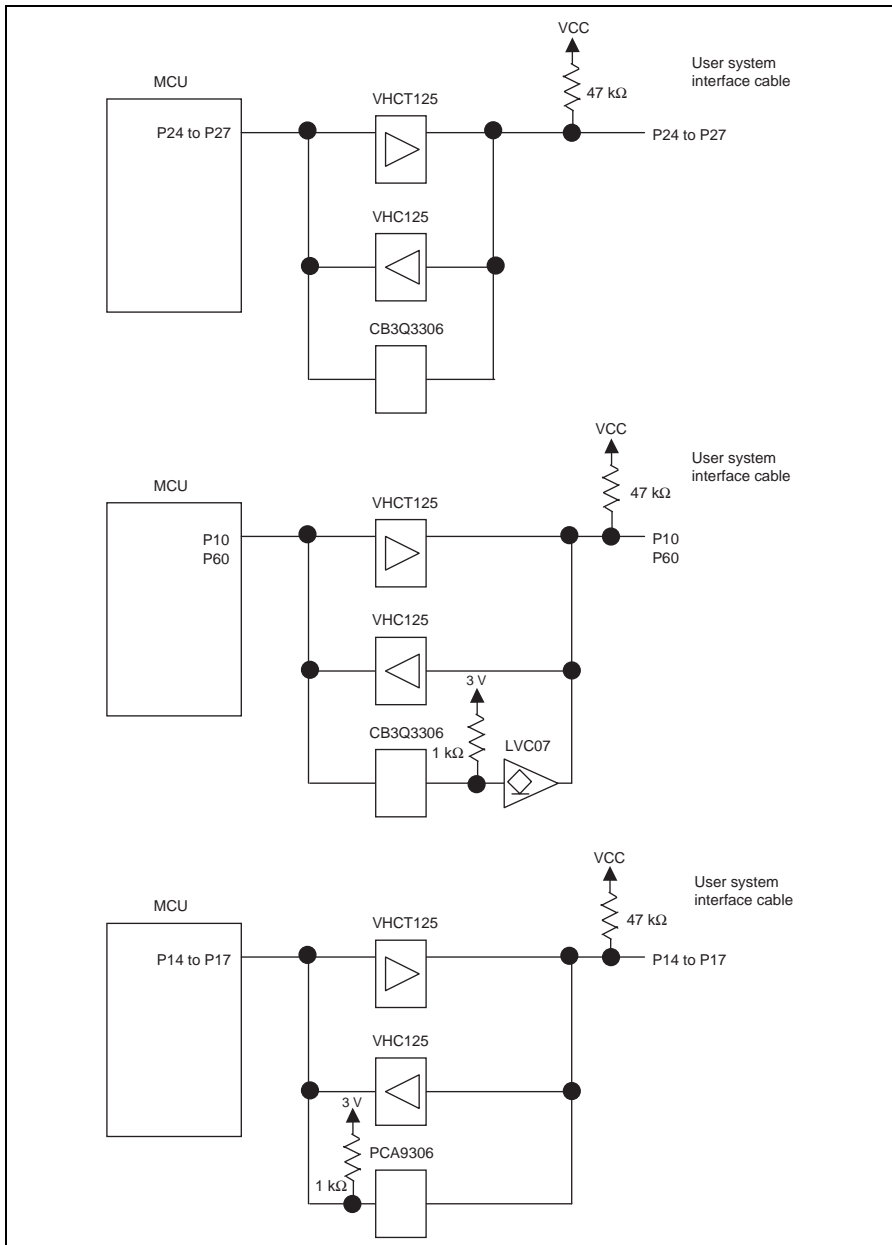 VCC
User system
interface cable
47 kΩ
MCU
VHCT125
P24 to P27
P24 to P27
VHC125
CB3Q3306
VCC
User system
interface cable
47 kΩ
MCU
VHCT125
P10
P60
P10
P60
VHC125
3 V
CB3Q3306
1 kΩ
LVC07
VCC
User system
interface cable
47 kΩ
MCU
VHCT125
P14 to P17
P14 to P17
VHC125
3 V
PCA9306
1 kΩ